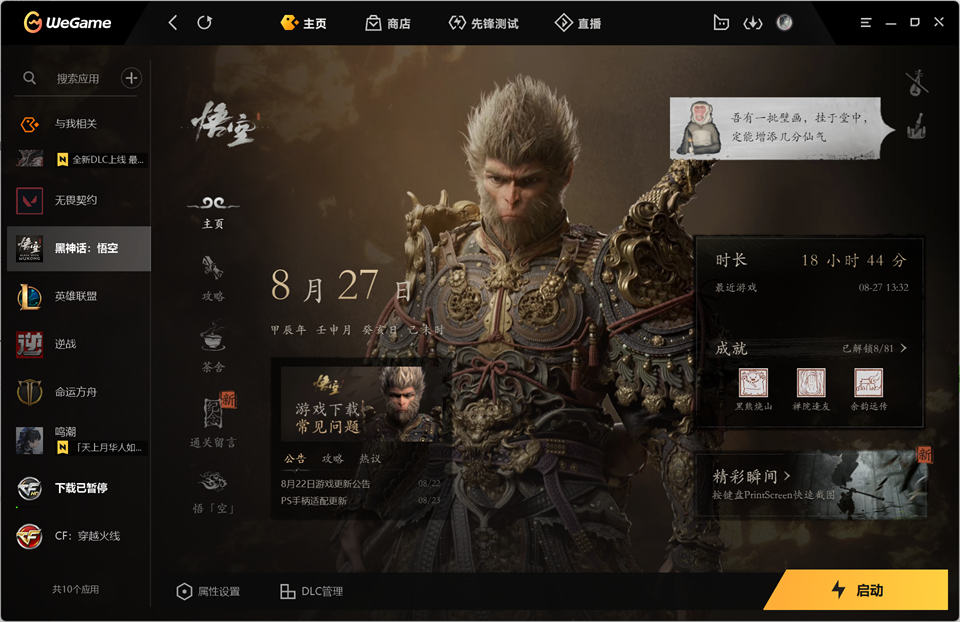 WeGame
主页
商店
先锋测试
直播
搜索应用
与我相关
全新DLC上线 最...
无畏契约
黑神话：悟空
英雄联盟
逆战
命运方舟
鸣潮
「天上月华人如...
下载已暂停
CF：穿越火线
共10个应用
悟空
主页
攻略
茶舍
新
通关留言
悟「空」
8月27日
甲辰年 壬申月 癸亥日 己未时
悟空
游戏下载
常见问题
公告 攻略 热议
8月22日游戏更新公告 08/22
PS手柄适配更新 08/23
吾有一批壁画，挂于堂中，
定能增添几分仙气
时长 18 小时 44 分
最近游戏 08-27 13:32
成就 已解锁8/81
黑熊烧山 禅院逢友 余韵远传
新
精彩瞬间
按键盘PrintScreen快速截图
属性设置
DLC管理
启动